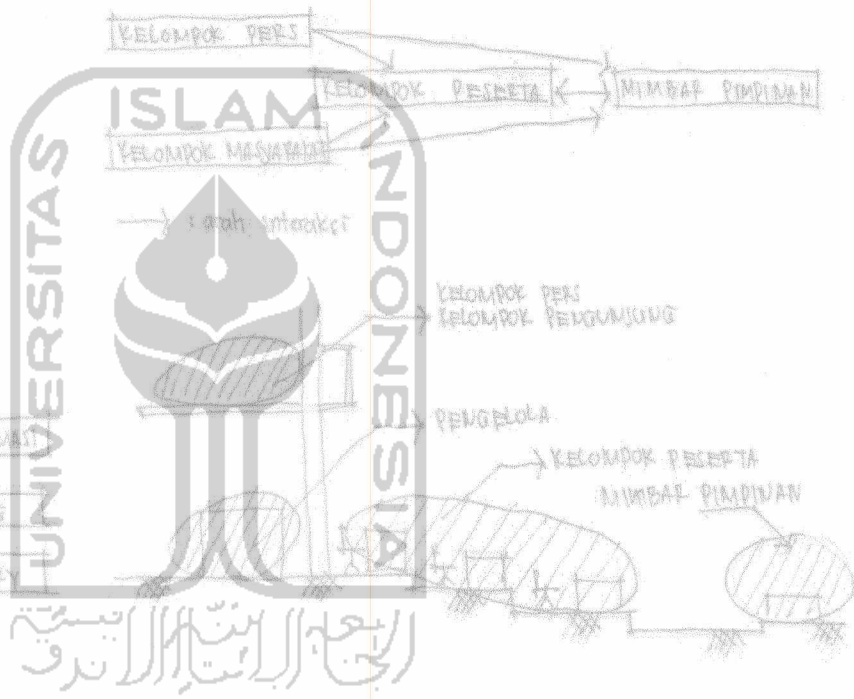 KELOMPOK PERS
KELOMPOK PESERTA
MIMBAR PIMPINAN
KELOMPOK MASYARAKAT
: arah interaksi
KELOMPOK PERS
KELOMPOK PENGUNJUNG
PENGELOLA
KELOMPOK PESERTA
MIMBAR PIMPINAN
UNIVERSITAS
ISLAM
INDONESIA